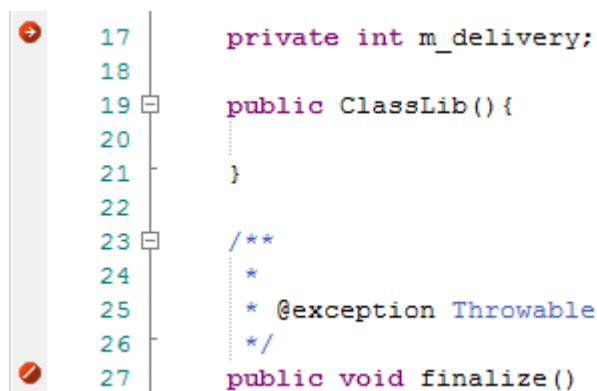 17 private int m_delivery;
18
19 public ClassLib(){
20
21 }
22
23 /**
24 *
25 * @exception Throwable
26 */
27 public void finalize()